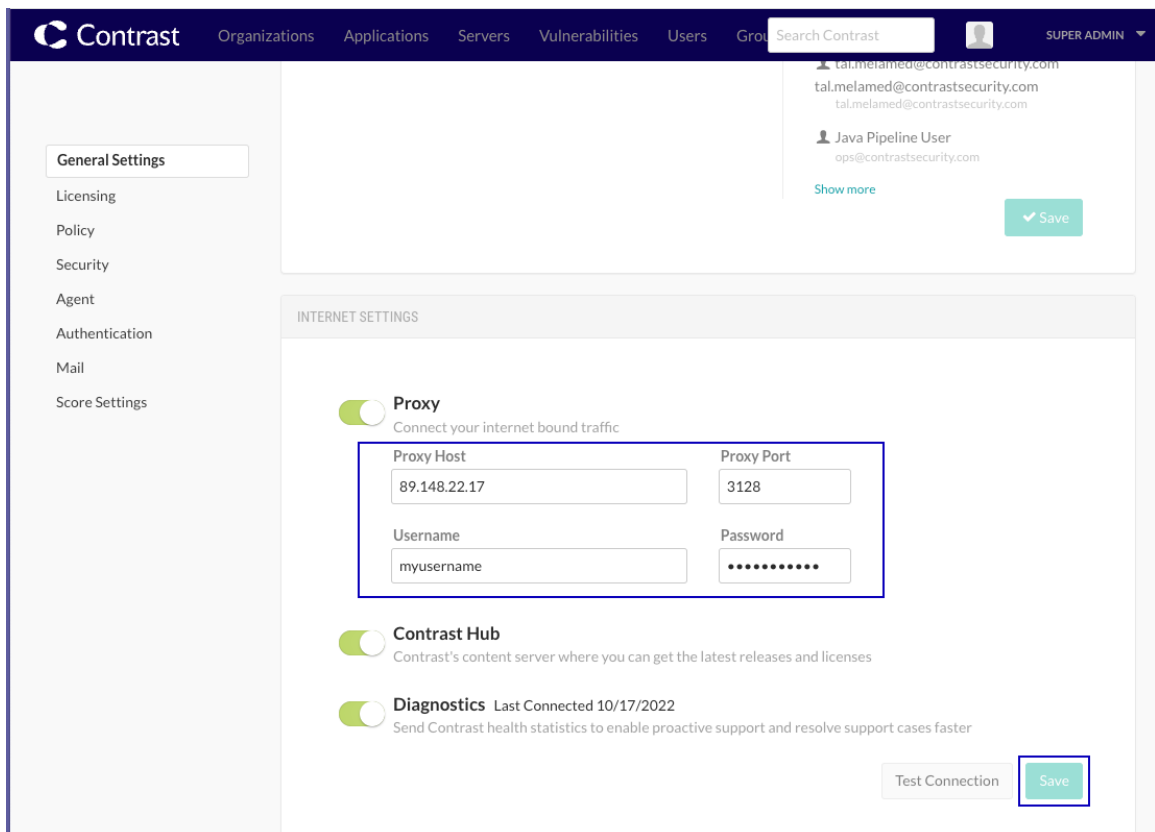 Contrast Organizations Applications Servers Vulnerabilities Users Grou Search Contrast SUPER ADMIN
tal.melamed@contrastsecurity.com
tal.melamed@contrastsecurity.com
tal.melamed@contrastsecurity.com
Java Pipeline User
ops@contrastsecurity.com
Show more
Save
General Settings
Licensing
Policy
Security
Agent
Authentication
Mail
Score Settings
INTERNET SETTINGS
Proxy
Connect your internet bound traffic
Proxy Host Proxy Port
89.148.22.17 3128
Username Password
myusername •••••••••••
Contrast Hub
Contrast's content server where you can get the latest releases and licenses
Diagnostics Last Connected 10/17/2022
Send Contrast health statistics to enable proactive support and resolve support cases faster
Test Connection Save